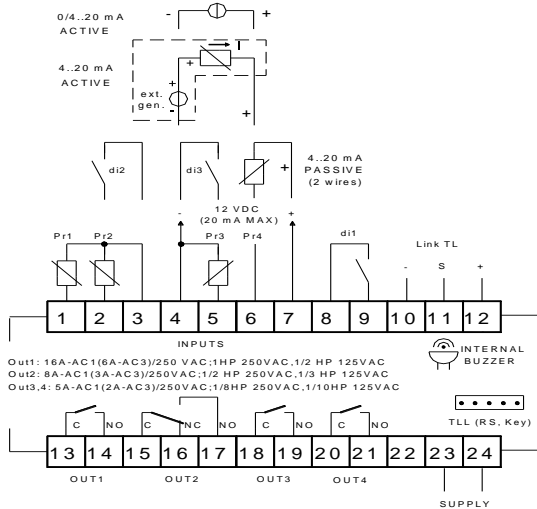 0/4..20 mA
ACTIVE
- +
I
4..20 mA
ACTIVE
+
+
ext.
gen.
-
+
di2
di3
+
4..20 mA
PASSIVE
(2 wires)
12 VDC
(20 mA MAX)
- +
Pr1 Pr2 Pr3 Pr4 di1
Link TL
- S +
1 2 3 4 5 6 7 8 9 10 11 12
INPUTS
INTERNAL
BUZZER
Out1: 16A-AC1(6A-AC3)/250 VAC;1HP 250VAC,1/2 HP 125VAC
Out2: 8A-AC1(3A-AC3)/250VAC;1/2 HP 250VAC,1/3 HP 125VAC
Out3,4: 5A-AC1(2A-AC3)/250VAC;1/8HP 250VAC,1/10HP 125VAC
TLL (RS, Key)
C NO C NC NO C NO C NO
13 14 15 16 17 18 19 20 21 22 23 24
OUT1 OUT2 OUT3 OUT4
SUPPLY